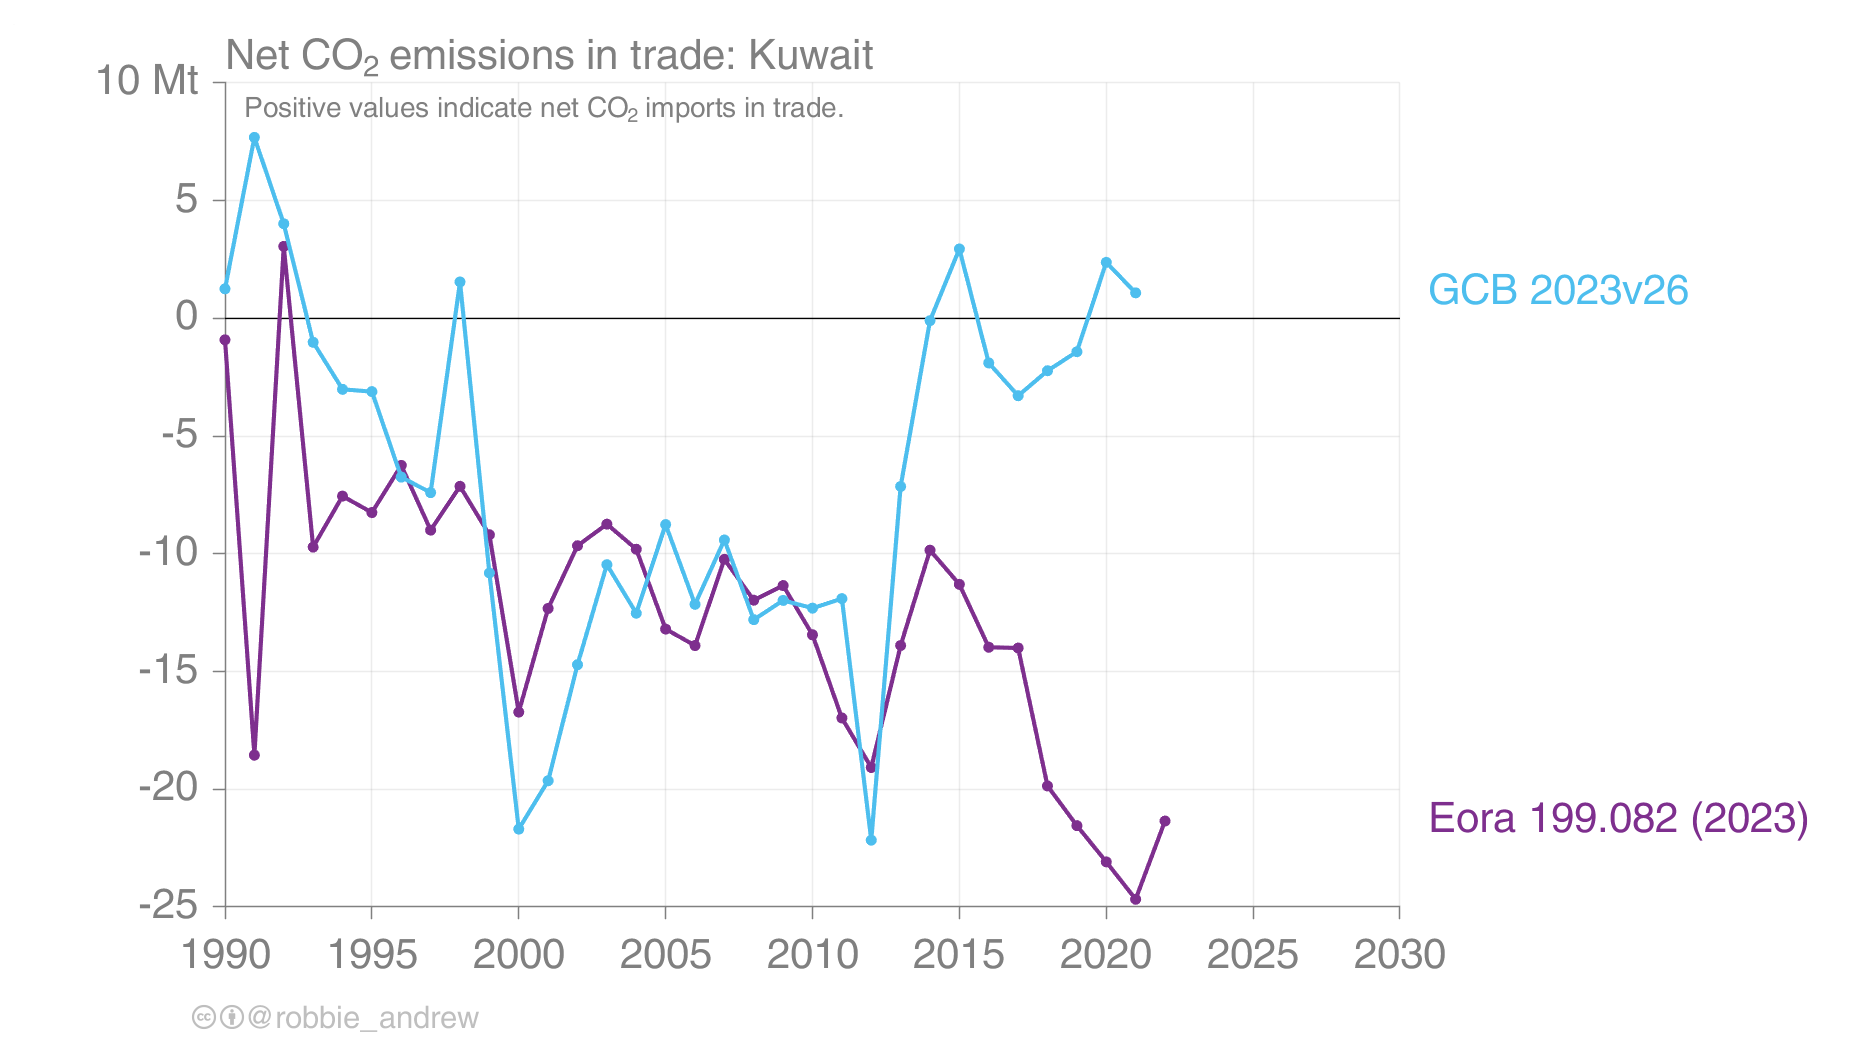 Net CO₂ emissions in trade: Kuwait
10 Mt
Positive values indicate net CO₂ imports in trade.
5
0
-5
-10
-15
-20
-25
GCB 2023v26
Eora 199.082 (2023)
1990 1995 2000 2005 2010 2015 2020 2025 2030
@robbie_andrew